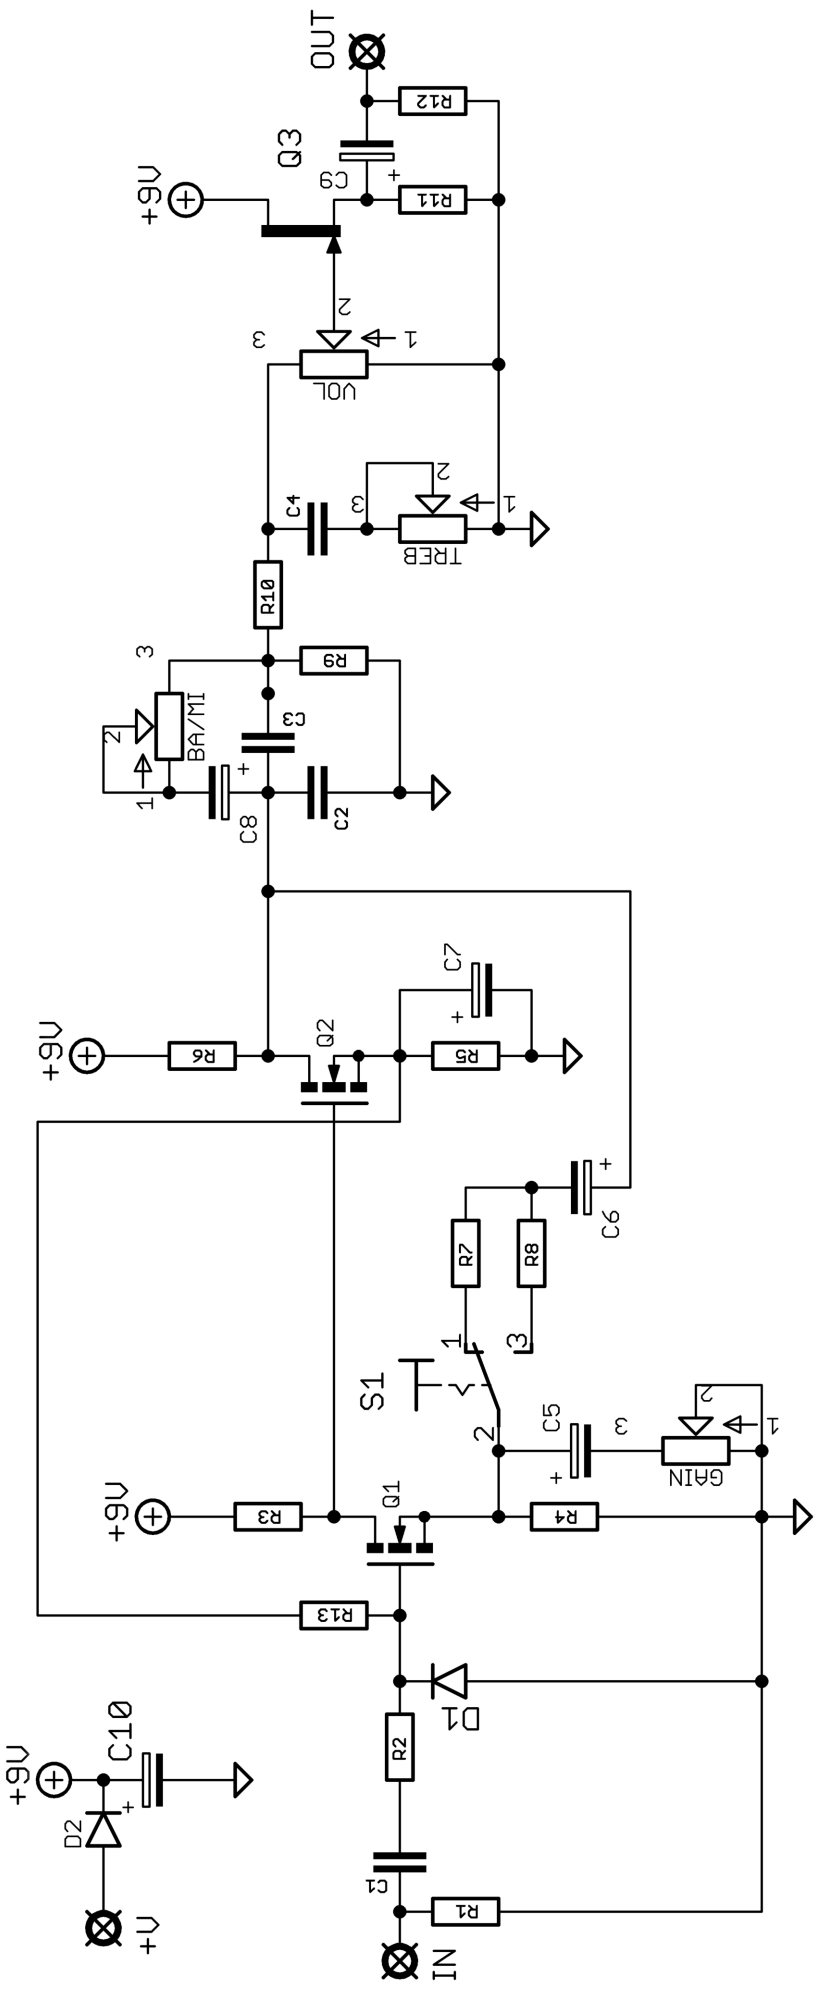 OUT
R12
Q3
C9
+
R11
+9V
2
3
1
VOL
C4
3
2
1
TREB
R10
3
R9
BA/MI
2
C3
1
+
C8
C2
C7
+9V
Q2
+
R6
R5
+
C6
R7
R8
1
3
S1
2
C5
3
2
1
+
GAIN
+9V
Q1
R3
R4
R13
D1
C10
+9V
R2
D2
+
C1
R1
+V
IN